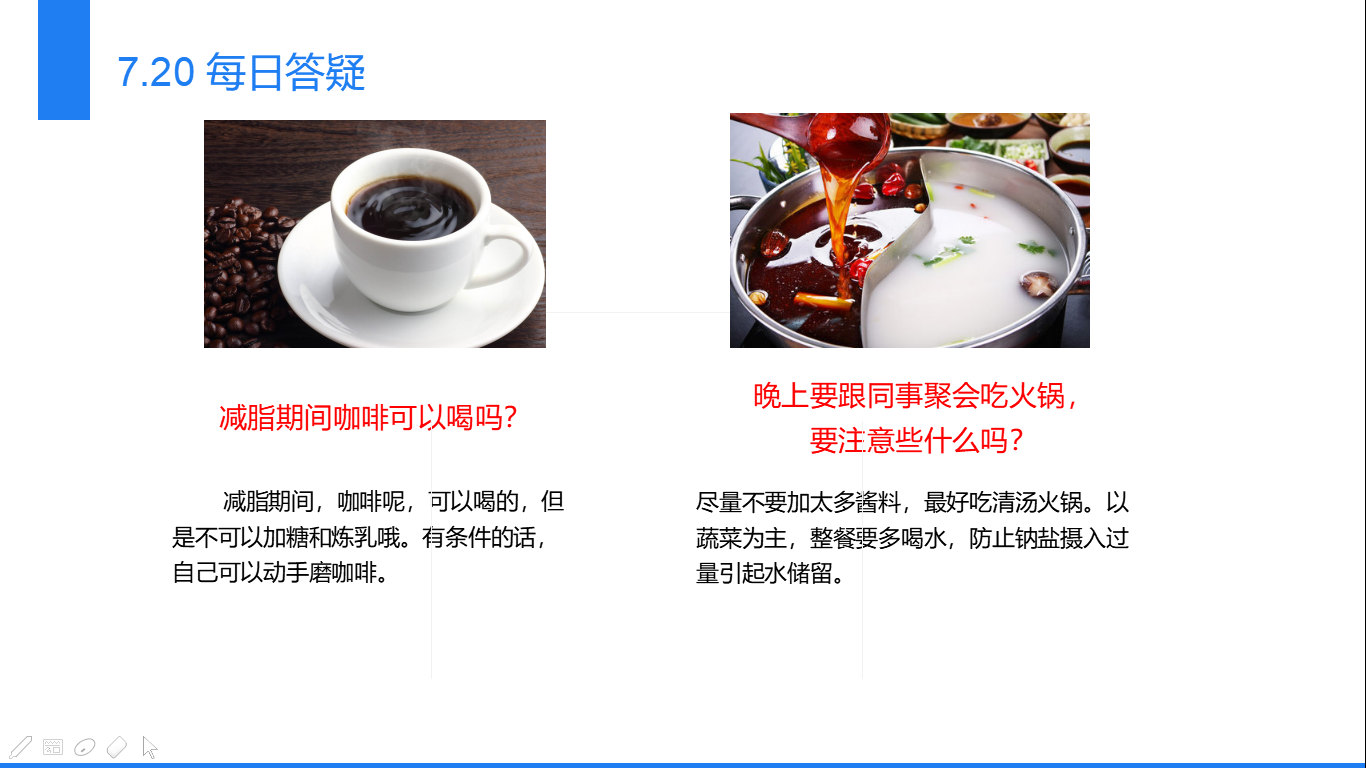 7.20 每日答疑
减脂期间咖啡可以喝吗？
减脂期间，咖啡呢，可以喝的，但
是不可以加糖和炼乳哦。有条件的话，
自己可以动手磨咖啡。
晚上要跟同事聚会吃火锅，
要注意些什么吗？
尽量不要加太多酱料，最好吃清汤火锅。以
蔬菜为主，整餐要多喝水，防止钠盐摄入过
量引起水储留。